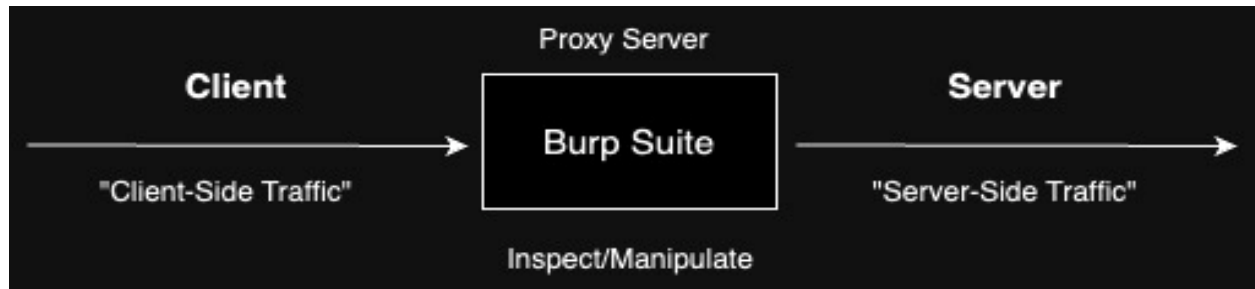 Proxy Server
Client
Server
Burp Suite
"Client-Side Traffic"
"Server-Side Traffic"
Inspect/Manipulate